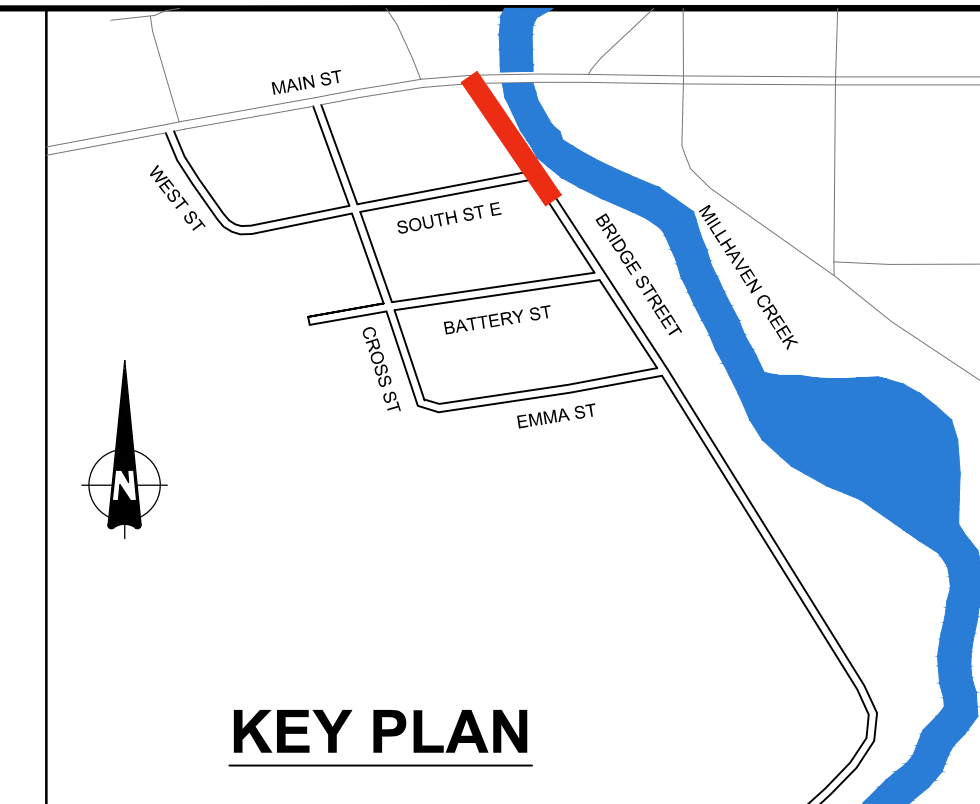 MAIN ST
WEST ST
SOUTH ST E
BRIDGE STREET
MILLHAVEN CREEK
BATTERY ST
CROSS ST
EMMA ST
N
KEY PLAN